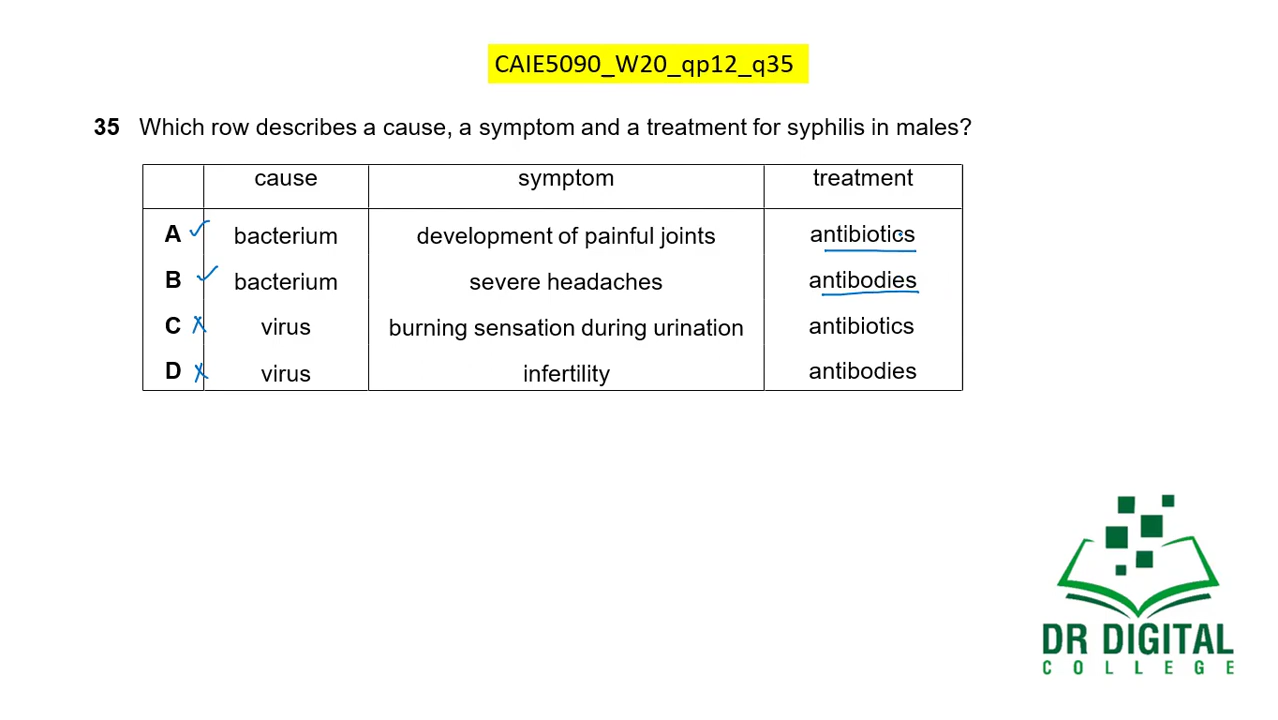 CAIE5090_W20_qp12_q35
35 Which row describes a cause, a symptom and a treatment for syphilis in males?
cause symptom treatment
A bacterium development of painful joints antibiotics
B bacterium severe headaches antibodies
C virus burning sensation during urination antibiotics
D virus infertility antibodies
DR DIGITAL
COLLEGE